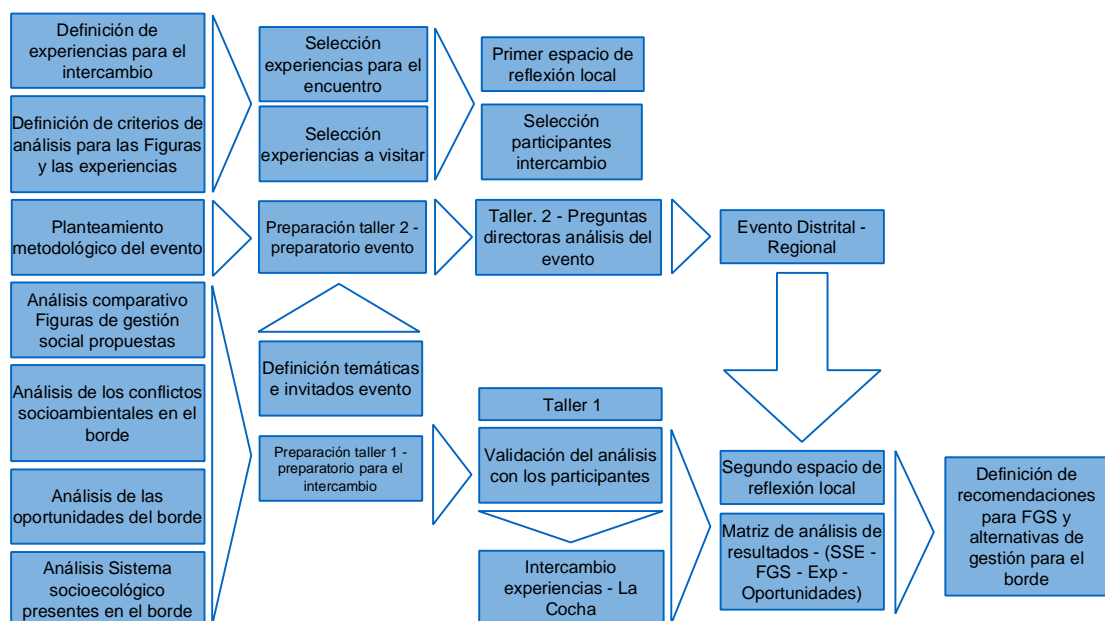 Definición de
experiencias para el
intercambio
Definición de criterios de
análisis para las Figuras
y las experiencias
Planteamiento
metodológico del evento
Análisis comparativo
Figuras de gestión
social propuestas
Análisis de los conflictos
socioambientales en el
borde
Análisis de las
oportunidades del borde
Análisis Sistema
socioecológico
presentes en el borde
Selección
experiencias para el
encuentro
Selección
experiencias a visitar
Preparación taller 2 -
preparatorio evento
Definición temáticas
e invitados evento
Preparación taller 1 -
preparatorio para el
intercambio
Primer espacio de
reflexión local
Selección
participantes
intercambio
Taller. 2 - Preguntas
directoras análisis del
evento
Taller 1
Validación del análisis
con los participantes
Intercambio
experiencias - La
Cocha
Evento Distrital -
Regional
Segundo espacio de
reflexión local
Matriz de análisis de
resultados - (SSE -
FGS - Exp -
Oportunidades)
Definición de
recomendaciones
para FGS y
alternativas de
gestión para el
borde